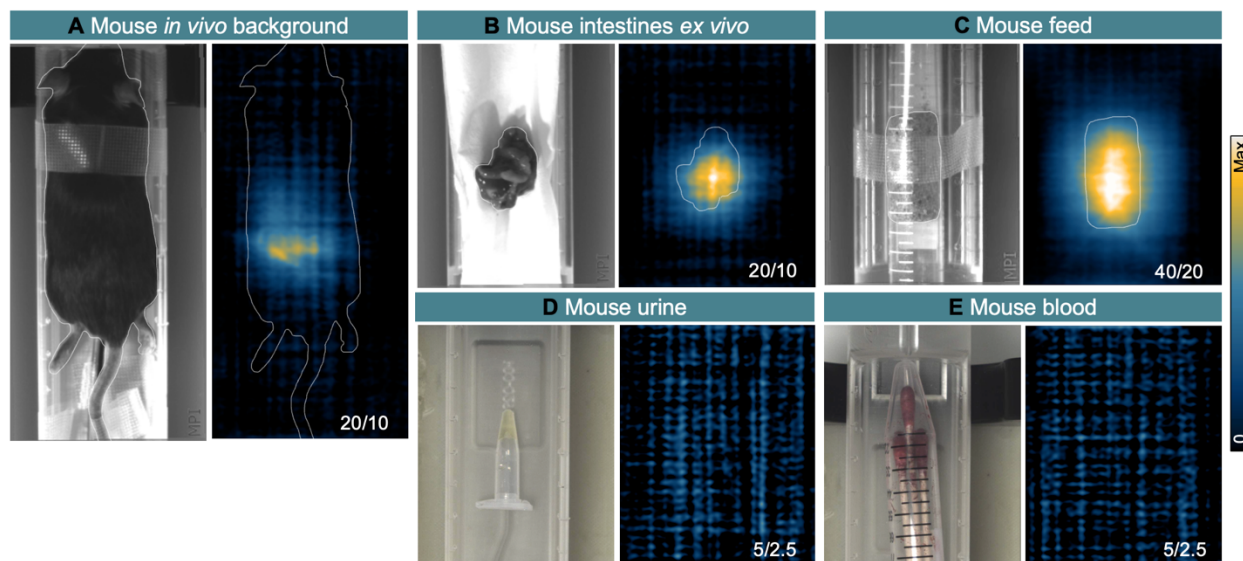 A Mouse in vivo background
B Mouse intestines ex vivo
C Mouse feed
MPI
20/10
MPI
20/10
MPI
40/20
Max
0
D Mouse urine
E Mouse blood
5/2.5
5/2.5